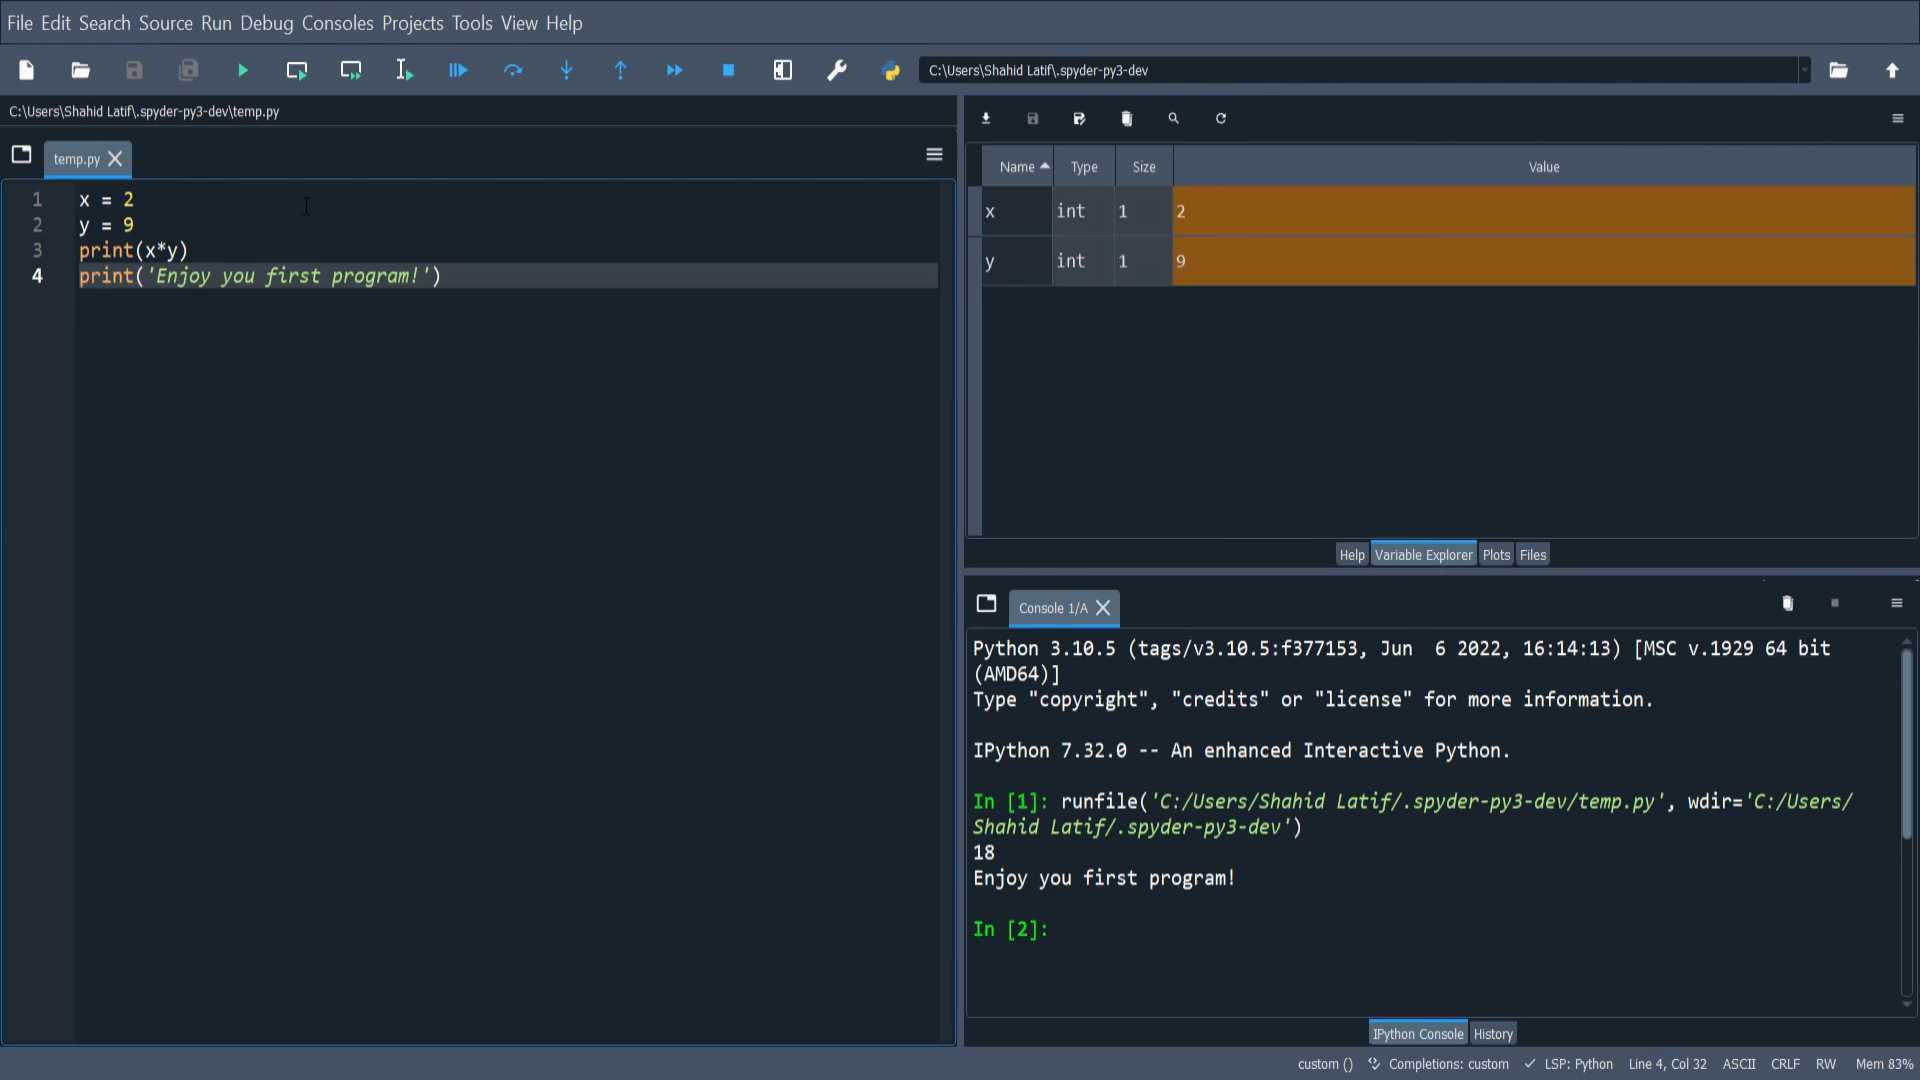 File Edit Search Source Run Debug Consoles Projects Tools View Help
C:\Users\Shahid Latif\.spyder-py3-dev
C:\Users\Shahid Latif\.spyder-py3-dev\temp.py
temp.py
1 x = 2
2 y = 9
3 print(x*y)
4 print('Enjoy you first program!')
Name Type Size Value
x int 1 2
y int 1 9
Help Variable Explorer Plots Files
Console 1/A
Python 3.10.5 (tags/v3.10.5:f377153, Jun  6 2022, 16:14:13) [MSC v.1929 64 bit
(AMD64)]
Type "copyright", "credits" or "license" for more information.
IPython 7.32.0 -- An enhanced Interactive Python.
In [1]: runfile('C:/Users/Shahid Latif/.spyder-py3-dev/temp.py', wdir='C:/Users/
Shahid Latif/.spyder-py3-dev')
18
Enjoy you first program!
In [2]:
IPython Console History
custom () Completions: custom LSP: Python Line 4, Col 32 ASCII CRLF RW Mem 83%